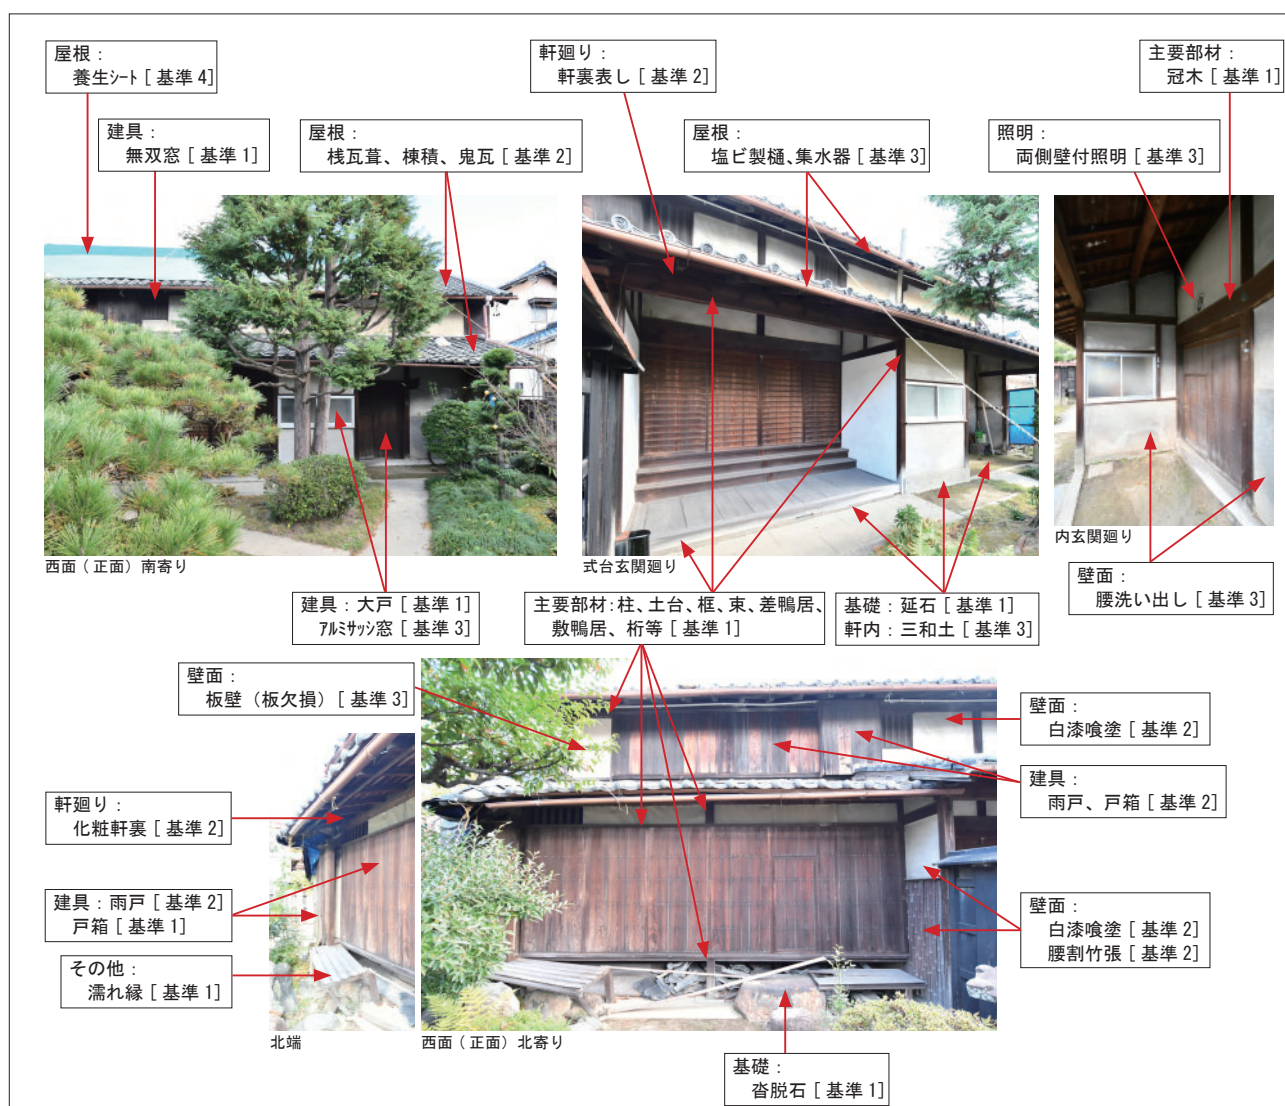 屋根：
養生シート [ 基準 4]
建具：
無双窓 [ 基準 1]
屋根：
桟瓦葺、棟積、鬼瓦 [ 基準 2]
軒廻り：
軒裏表し [ 基準 2]
屋根：
塩ビ製樋、集水器 [ 基準 3]
主要部材：
冠木 [ 基準 1]
照明：
両側壁付照明 [ 基準 3]
西面（正面）南寄り
式台玄関廻り
内玄関廻り
建具：大戸 [ 基準 1]
アルミサッシ窓 [ 基準 3]
主要部材：柱、土台、框、束、差鴨居、
敷鴨居、桁等 [ 基準 1]
基礎：延石 [ 基準 1]
軒内：三和土 [ 基準 3]
壁面：
腰洗い出し [ 基準 3]
壁面：
板壁（板欠損）[ 基準 3]
壁面：
白漆喰塗 [ 基準 2]
建具：
雨戸、戸箱 [ 基準 2]
軒廻り：
化粧軒裏 [ 基準 2]
建具：雨戸 [ 基準 2]
戸箱 [ 基準 1]
その他：
濡れ縁 [ 基準 1]
壁面：
白漆喰塗 [ 基準 2]
腰割竹張 [ 基準 2]
北端
西面（正面）北寄り
基礎：
沓脱石 [ 基準 1]